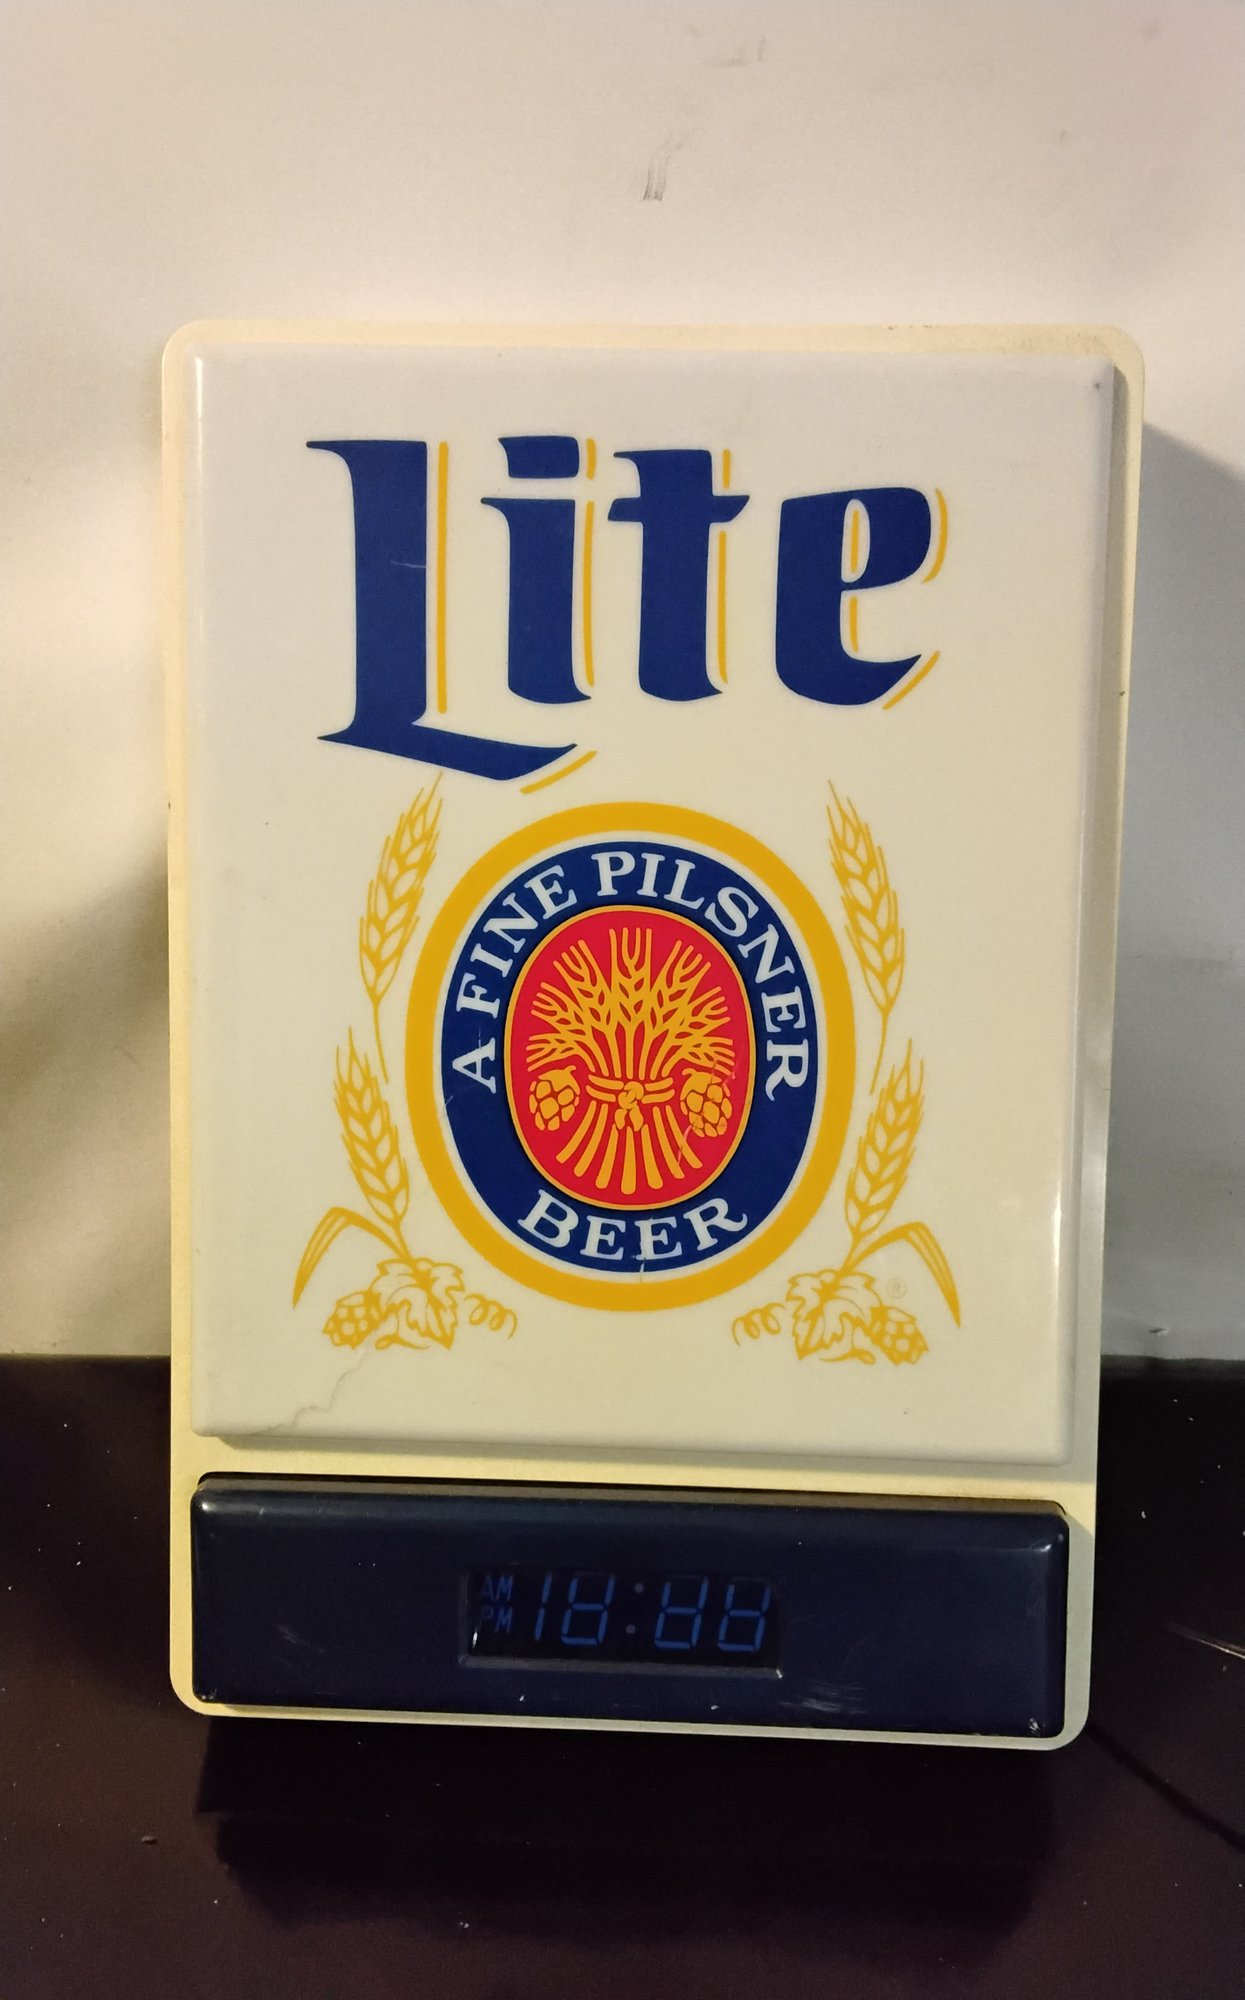 Lite
A FINE PILSNER
BEER
®
AM
PM